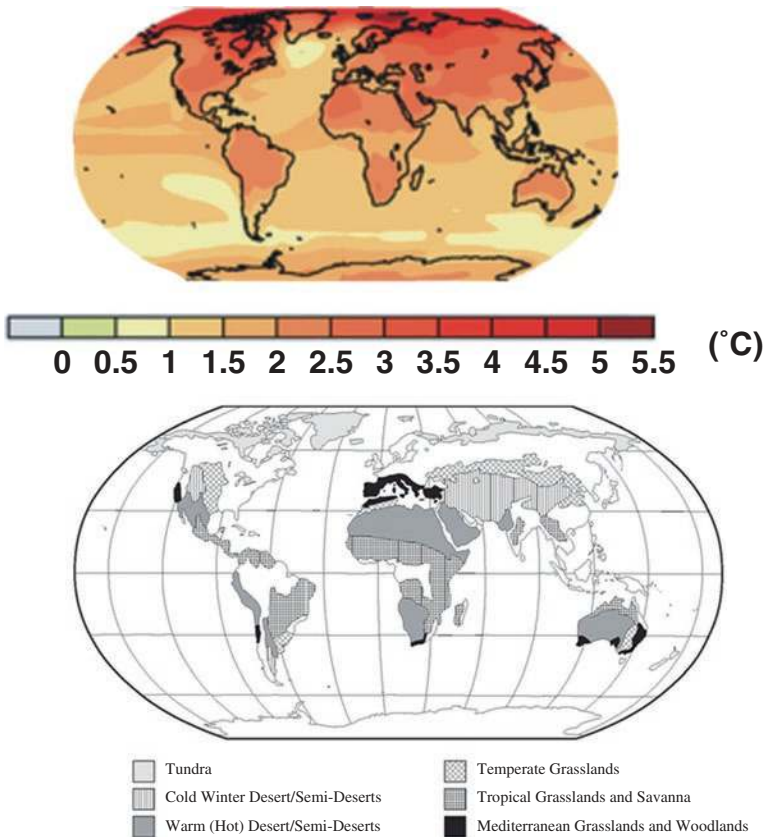 0 0.5 1 1.5 2 2.5 3 3.5 4 4.5 5 5.5 (˚C)
Tundra
Cold Winter Desert/Semi-Deserts
Warm (Hot) Desert/Semi-Deserts
Temperate Grasslands
Tropical Grasslands and Savanna
Mediterranean Grasslands and Woodlands